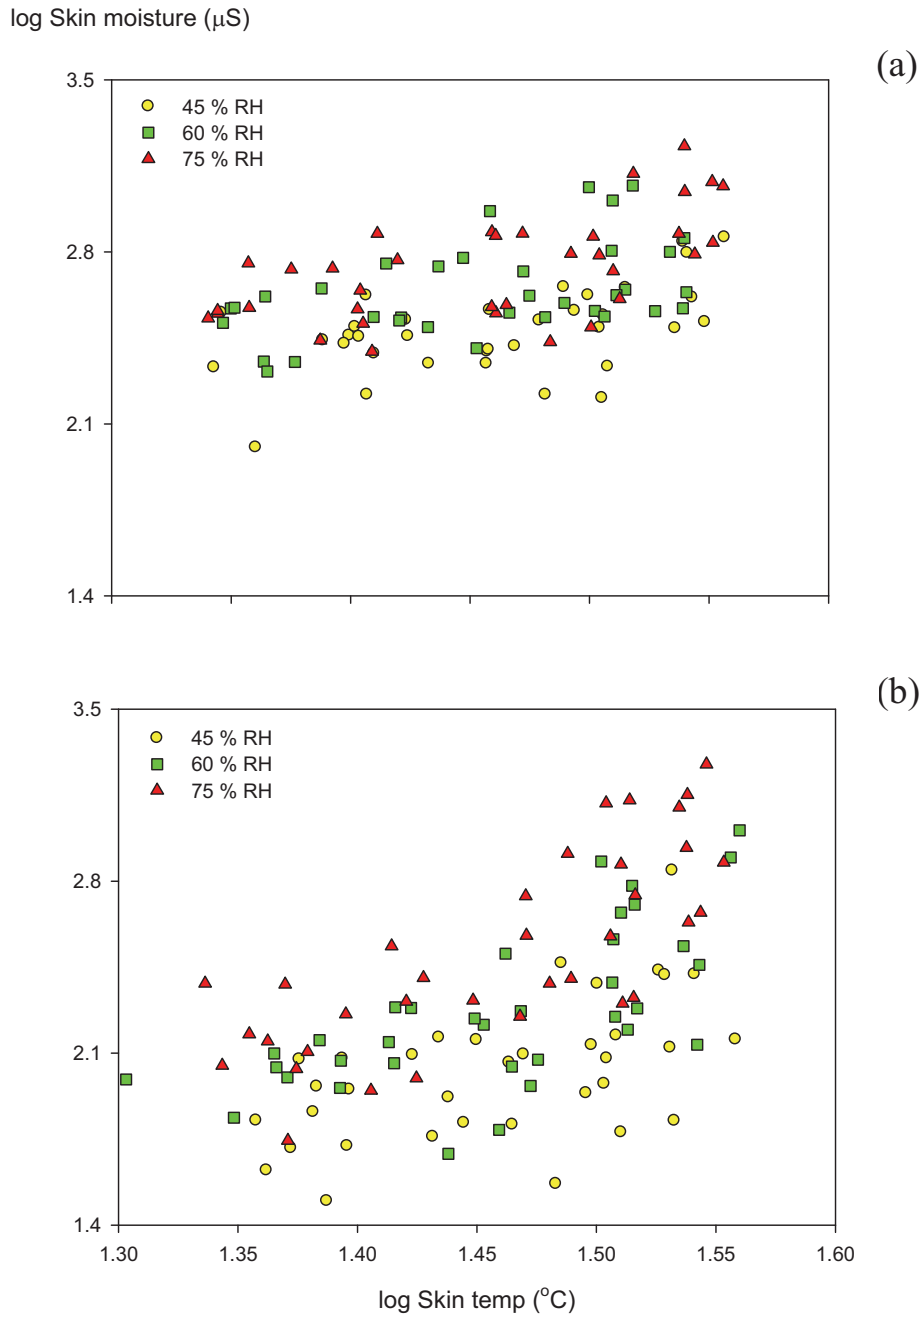 log Skin moisture (μS)
(a)
3.5
45 % RH
60 % RH
75 % RH
2.8
2.1
1.4
(b)
3.5
45 % RH
60 % RH
75 % RH
2.8
2.1
1.4
1.30 1.35 1.40 1.45 1.50 1.55 1.60
log Skin temp (°C)